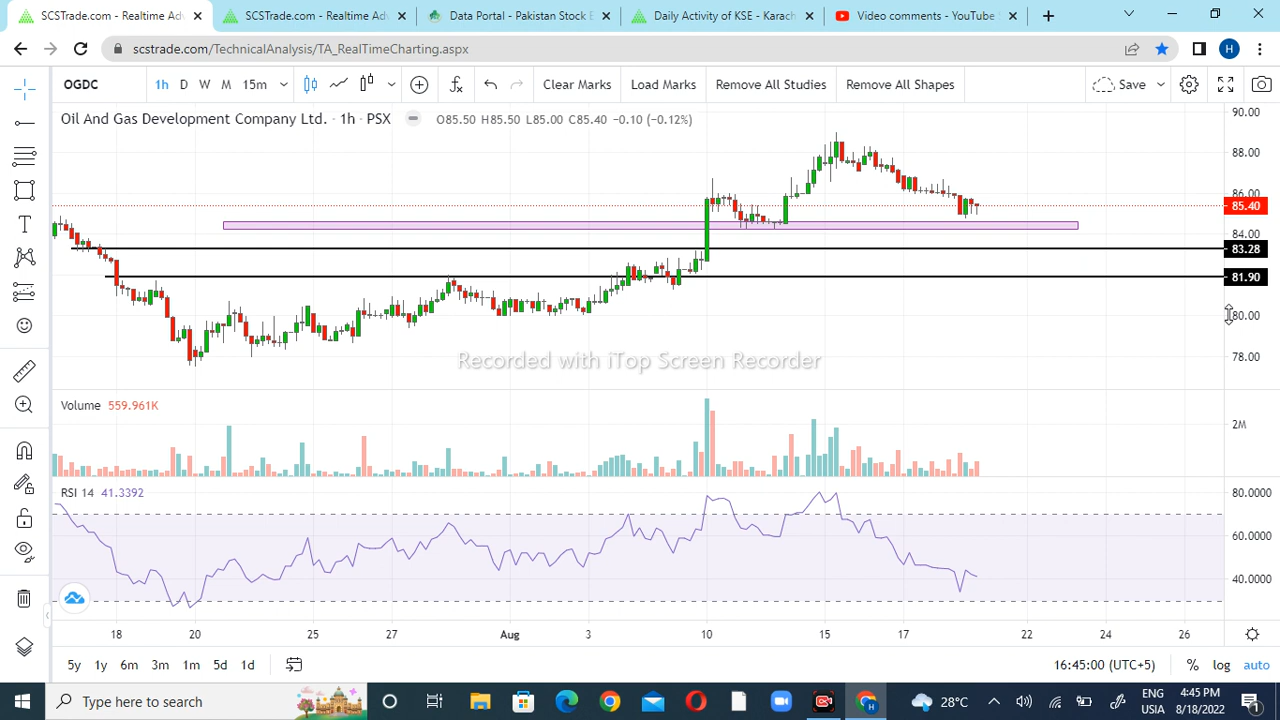 SCSTrade.com - Realtime Adv
SCSTrade.com - Realtime Adv
Data Portal - Pakistan Stock E
Daily Activity of KSE - Karach
Video comments - YouTube S
scstrade.com/TechnicalAnalysis/TA_RealTimeCharting.aspx
H
OGDC
1h D W M 15m
Clear Marks
Load Marks
Remove All Studies
Remove All Shapes
Save
Oil And Gas Development Company Ltd. · 1h · PSX
O85.50 H85.50 L85.00 C85.40 -0.10 (-0.12%)
90.00
88.00
86.00
85.40
84.00
83.28
81.90
80.00
78.00
Recorded with iTop Screen Recorder
Volume 559.961K
2M
RSI 14 41.3392
80.0000
60.0000
40.0000
18 20 25 27 Aug 3 10 15 17 22 24 26
5y 1y 6m 3m 1m 5d 1d
16:45:00 (UTC+5) % log auto
Type here to search
28°C
ENG
USIA
4:45 PM
8/18/2022